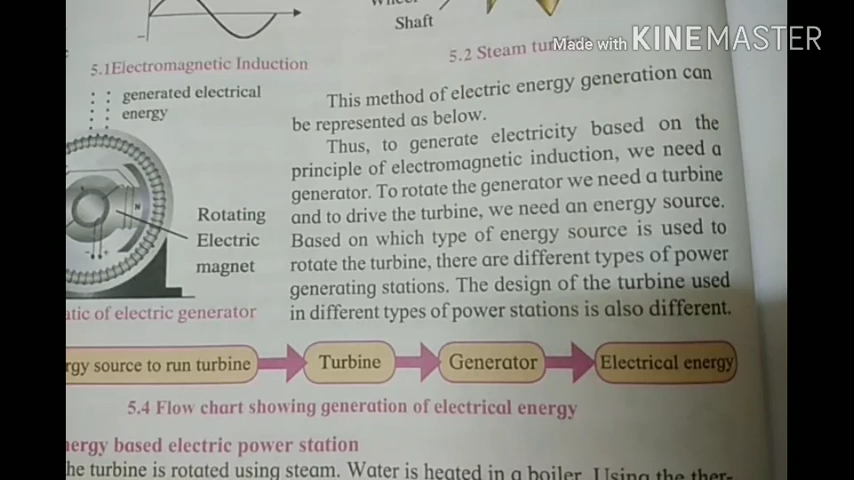 Shaft
5.1Electromagnetic Induction
5.2 Steam
Made with KINEMASTER
generated electrical
energy
Rotating
Electric
magnet
atic of electric generator
This method of electric energy generation can
be represented as below.
Thus, to generate electricity based on the
principle of electromagnetic induction, we need a
generator. To rotate the generator we need a turbine
and to drive the turbine, we need an energy source.
Based on which type of energy source is used to
rotate the turbine, there are different types of power
generating stations. The design of the turbine used
in different types of power stations is also different.
rgy source to run turbine
Turbine
Generator
Electrical energy
5.4 Flow chart showing generation of electrical energy
nergy based electric power station
he turbine is rotated using steam. Water is heated in a boiler. Using the ther-